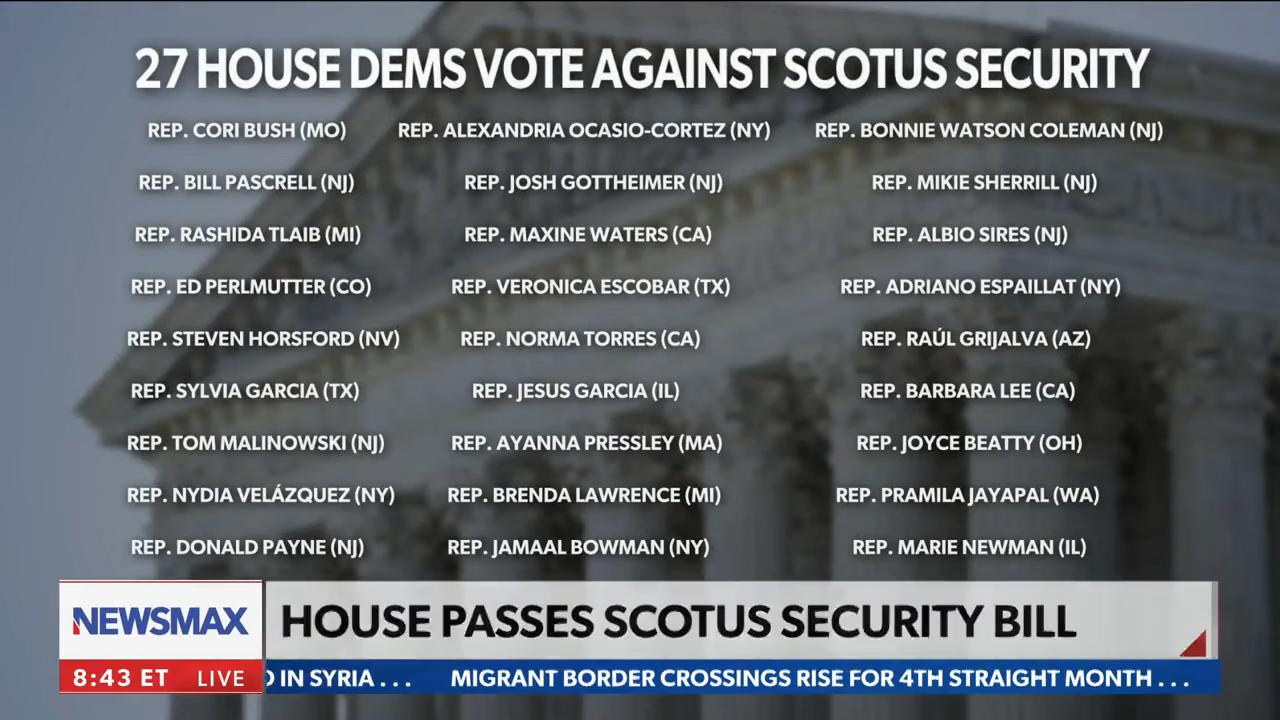 27 HOUSE DEMS VOTE AGAINST SCOTUS SECURITY
REP. CORI BUSH (MO) REP. ALEXANDRIA OCASIO-CORTEZ (NY) REP. BONNIE WATSON COLEMAN (NJ)
REP. BILL PASCRELL (NJ) REP. JOSH GOTTHEIMER (NJ) REP. MIKIE SHERRILL (NJ)
REP. RASHIDA TLAIB (MI) REP. MAXINE WATERS (CA) REP. ALBIO SIRES (NJ)
REP. ED PERLMUTTER (CO) REP. VERONICA ESCOBAR (TX) REP. ADRIANO ESPAILLAT (NY)
REP. STEVEN HORSFORD (NV) REP. NORMA TORRES (CA) REP. RAÚL GRIJALVA (AZ)
REP. SYLVIA GARCIA (TX) REP. JESUS GARCIA (IL) REP. BARBARA LEE (CA)
REP. TOM MALINOWSKI (NJ) REP. AYANNA PRESSLEY (MA) REP. JOYCE BEATTY (OH)
REP. NYDIA VELÁZQUEZ (NY) REP. BRENDA LAWRENCE (MI) REP. PRAMILA JAYAPAL (WA)
REP. DONALD PAYNE (NJ) REP. JAMAAL BOWMAN (NY) REP. MARIE NEWMAN (IL)
NEWSMAX HOUSE PASSES SCOTUS SECURITY BILL
8:43 ET LIVE IN SYRIA . . . MIGRANT BORDER CROSSINGS RISE FOR 4TH STRAIGHT MONTH . . .